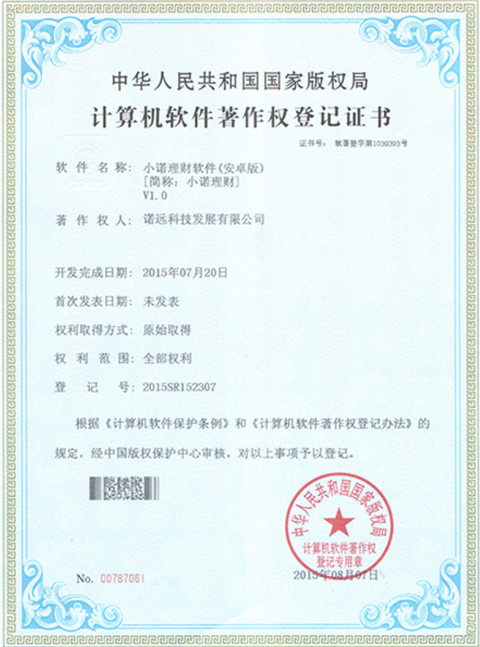 中华人民共和国国家版权局
计算机软件著作权登记证书
证书号： 软著登字第1039393号
软件名称： 小诺理财软件(安卓版)
[简称：小诺理财]
V1.0
著作权人： 诺远科技发展有限公司
开发完成日期： 2015年07月20日
首次发表日期： 未发表
权利取得方式： 原始取得
权利范围： 全部权利
登记号： 2015SR152307
根据《计算机软件保护条例》和《计算机软件著作权登记办法》的
规定，经中国版权保护中心审核，对以上事项予以登记。
中华人民共和国国家版权局
计算机软件著作权
登记专用章
No. 00787061
2015年08月07日